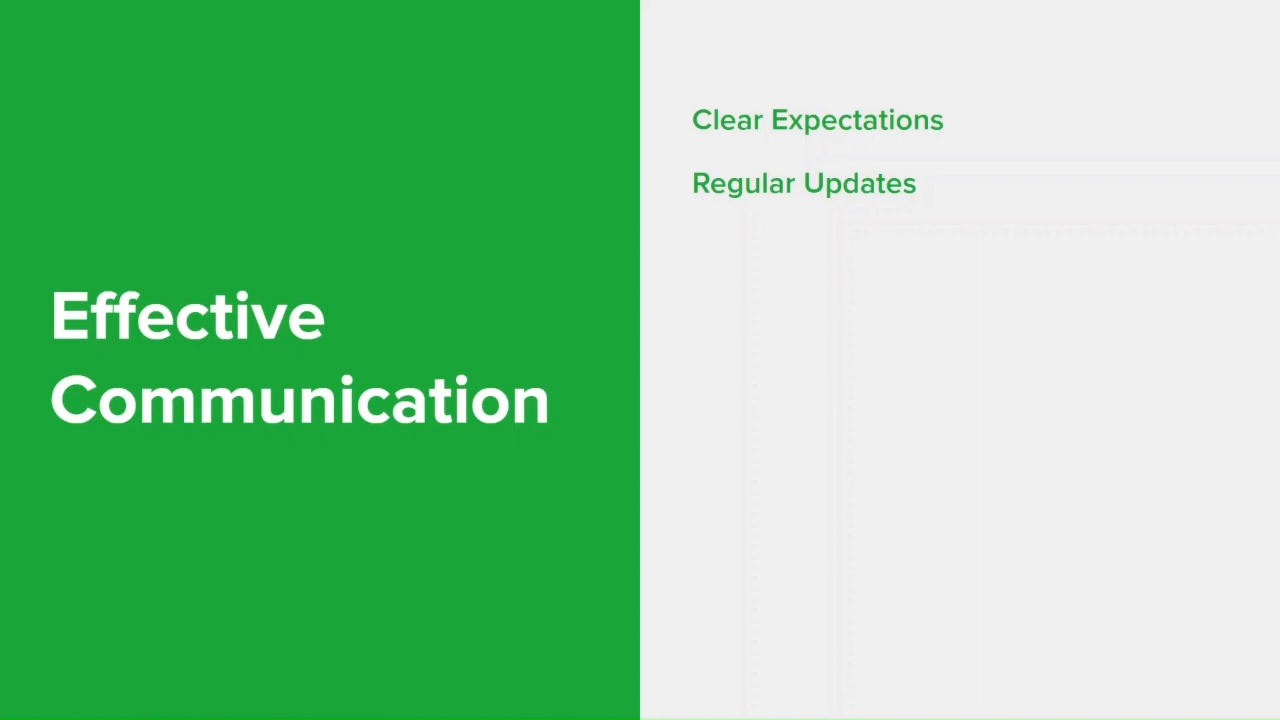 Effective
Communication
Clear Expectations
Regular Updates